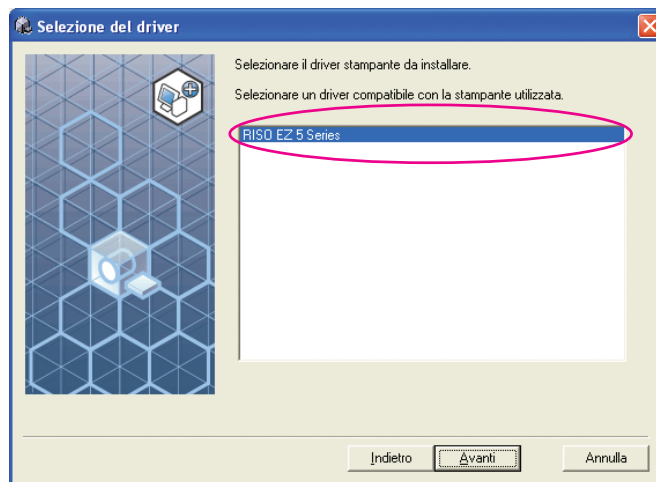 Selezione del driver
Selezionare il driver stampante da installare.
Selezionare un driver compatibile con la stampante utilizzata.
RISO EZ 5 Series
Indietro
Avanti
Annulla